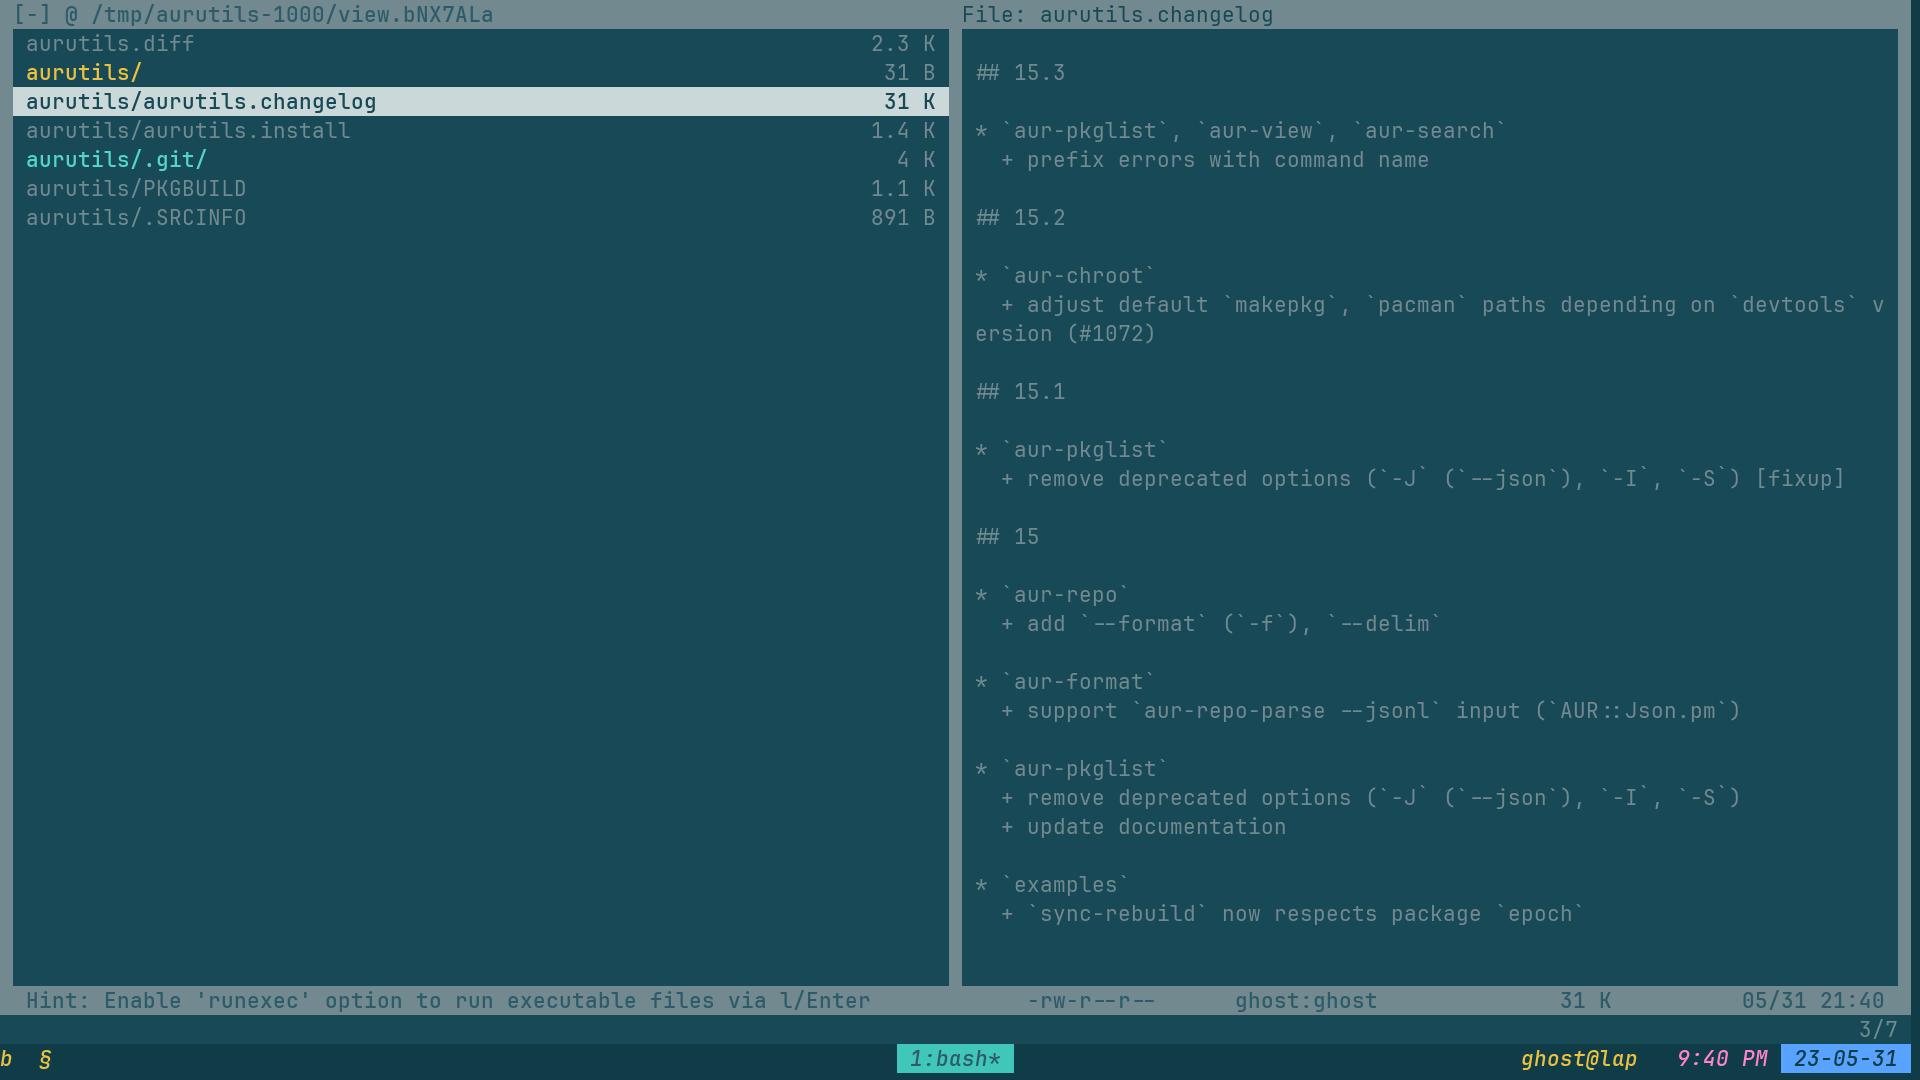 [-] @ /tmp/aurutils-1000/view.bNX7ALa
aurutils.diff 2.3 K
aurutils/ 31 B
aurutils/aurutils.changelog 31 K
aurutils/aurutils.install 1.4 K
aurutils/.git/ 4 K
aurutils/PKGBUILD 1.1 K
aurutils/.SRCINFO 891 B
File: aurutils.changelog
## 15.3
* `aur-pkglist`, `aur-view`, `aur-search`
+ prefix errors with command name
## 15.2
* `aur-chroot`
+ adjust default `makepkg`, `pacman` paths depending on `devtools` v
ersion (#1072)
## 15.1
* `aur-pkglist`
+ remove deprecated options (`-J` (`--json`), `-I`, `-S`) [fixup]
## 15
* `aur-repo`
+ add `--format` (`-f`), `--delim`
* `aur-format`
+ support `aur-repo-parse --jsonl` input (`AUR::Json.pm`)
* `aur-pkglist`
+ remove deprecated options (`-J` (`--json`), `-I`, `-S`)
+ update documentation
* `examples`
+ `sync-rebuild` now respects package `epoch`
Hint: Enable 'runexec' option to run executable files via l/Enter -rw-r--r-- ghost:ghost 31 K 05/31 21:40
3/7
b § 1:bash* ghost@lap 9:40 PM 23-05-31